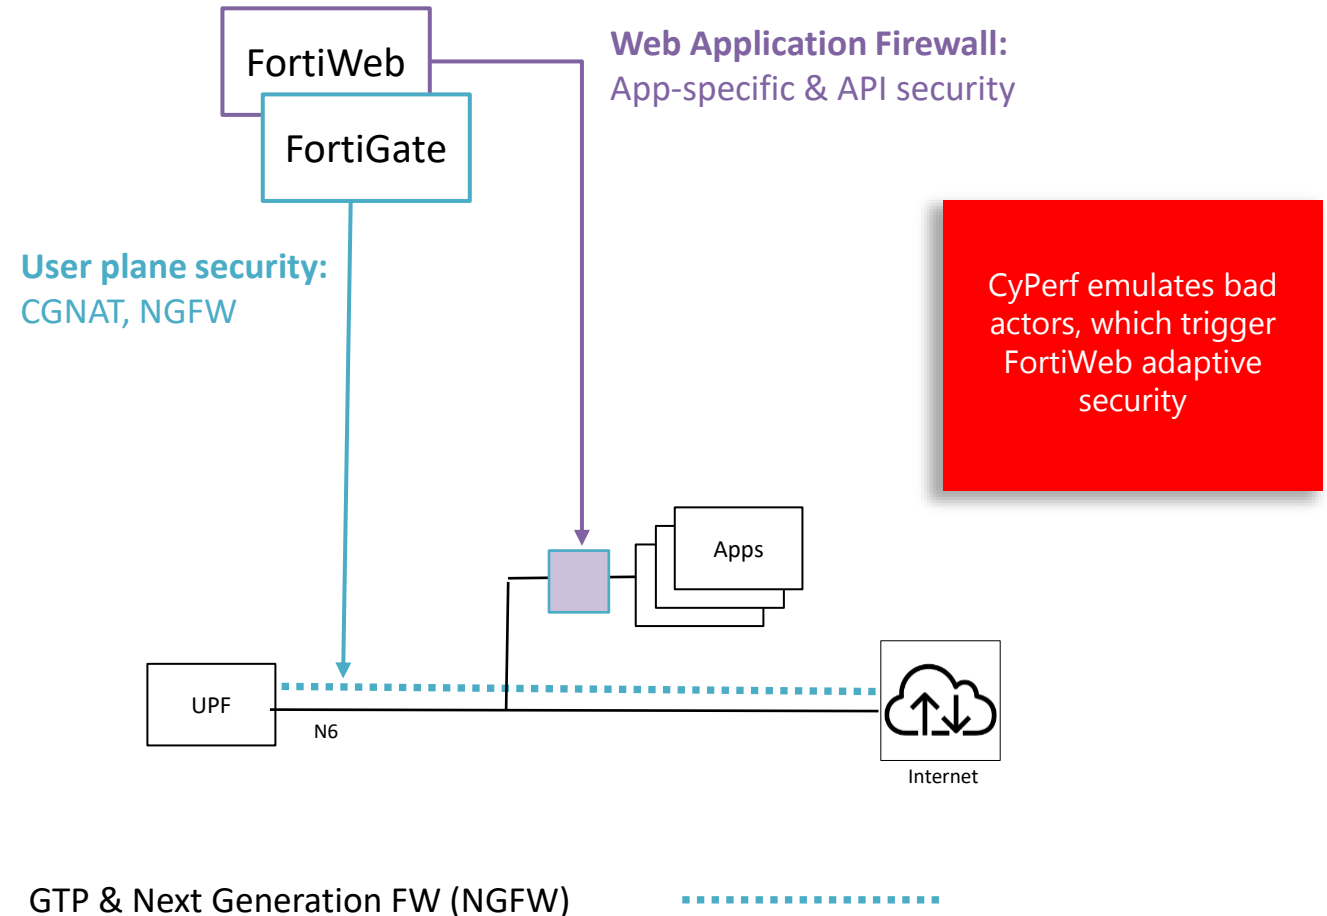 FortiWeb
FortiGate
Web Application Firewall:
App-specific & API security
User plane security:
CGNAT, NGFW
CyPerf emulates bad
actors, which trigger
FortiWeb adaptive
security
Apps
UPF
N6
Internet
GTP & Next Generation FW (NGFW)